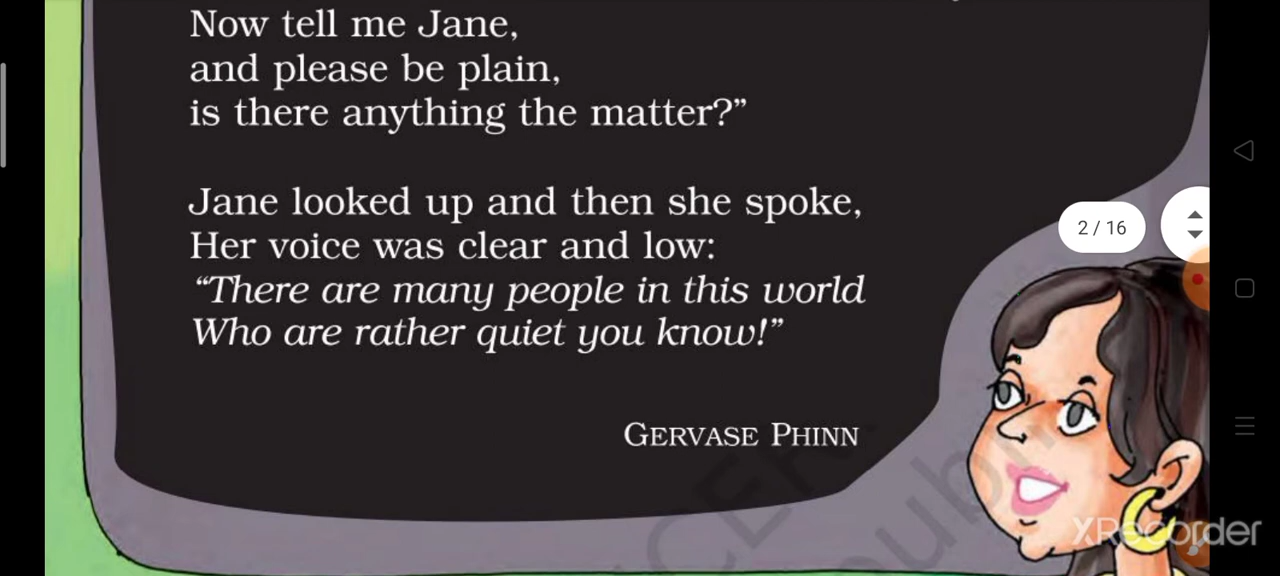 Now tell me Jane,
and please be plain,
is there anything the matter?”
Jane looked up and then she spoke,
2 / 16
Her voice was clear and low:
“There are many people in this world
Who are rather quiet you know!”
GERVASE PHINN
XRecorder